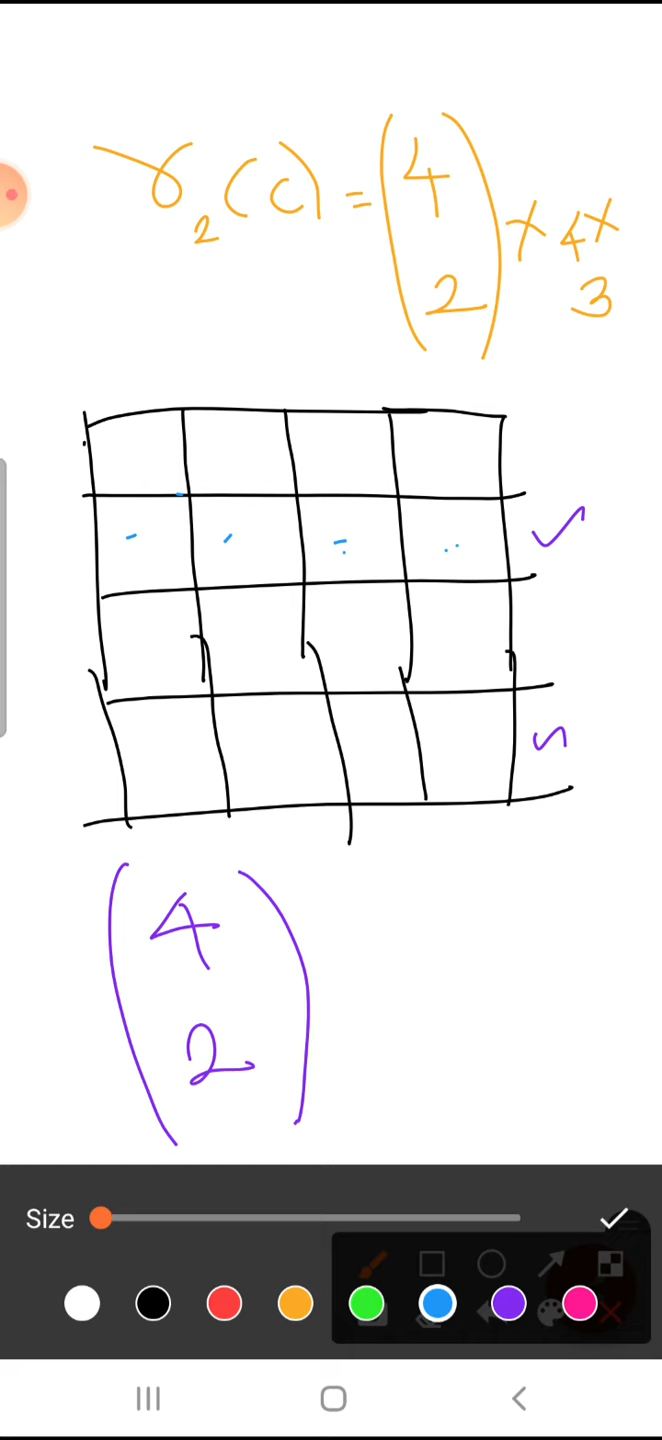 γ₂(c) = (4 2) × 4 × 3
(4 2)
Size